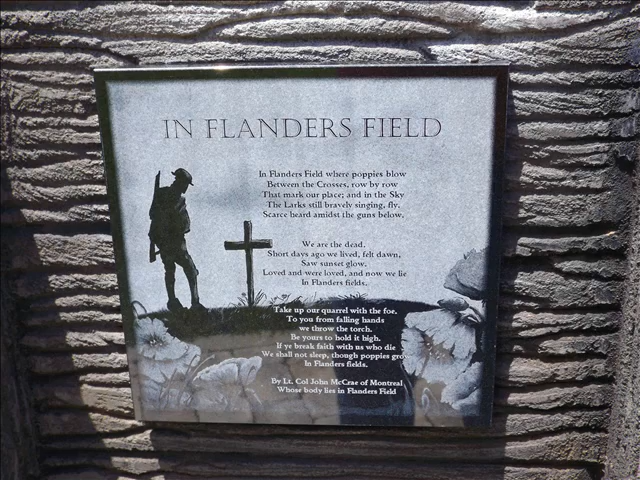 IN FLANDERS FIELD
In Flanders Field where poppies blow
Between the Crosses, row by row
That mark our place; and in the Sky
The Larks still bravely singing, fly.
Scarce heard amidst the guns below.
We are the dead.
Short days ago we lived, felt dawn,
Saw sunset glow.
Loved and were loved, and now we lie
In Flanders fields.
Take up our quarrel with the foe.
To you from falling hands
we throw the torch.
Be yours to hold it high.
If ye break faith with us who die
We shall not sleep, though poppies gro
In Flanders fields.
By Lt. Col John McCrae of Montreal
Whose body lies in Flanders Field